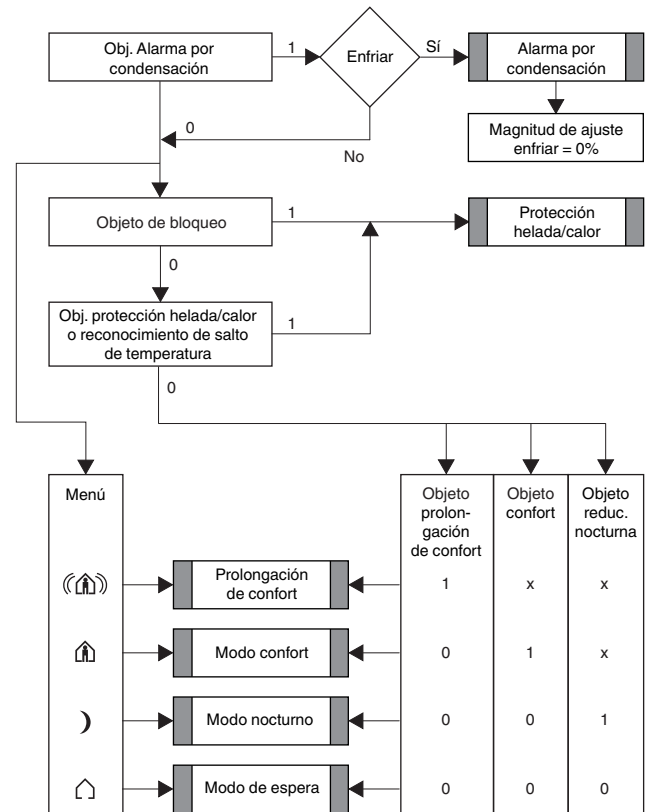 Obj. Alarma por
condensación
1
Enfriar
Sí
Alarma por
condensación
0
No
Magnitud de ajuste
enfriar = 0%
Objeto de bloqueo
1
Protección
helada/calor
0
Obj. protección helada/calor
o reconocimiento de salto
de temperatura
1
0
Menú
Objeto
prolon-
gación
de confort
Objeto
confort
Objeto
reduc.
nocturna
Prolongación
de confort
1
x
x
Modo confort
0
1
x
Modo nocturno
0
0
1
Modo de espera
0
0
0